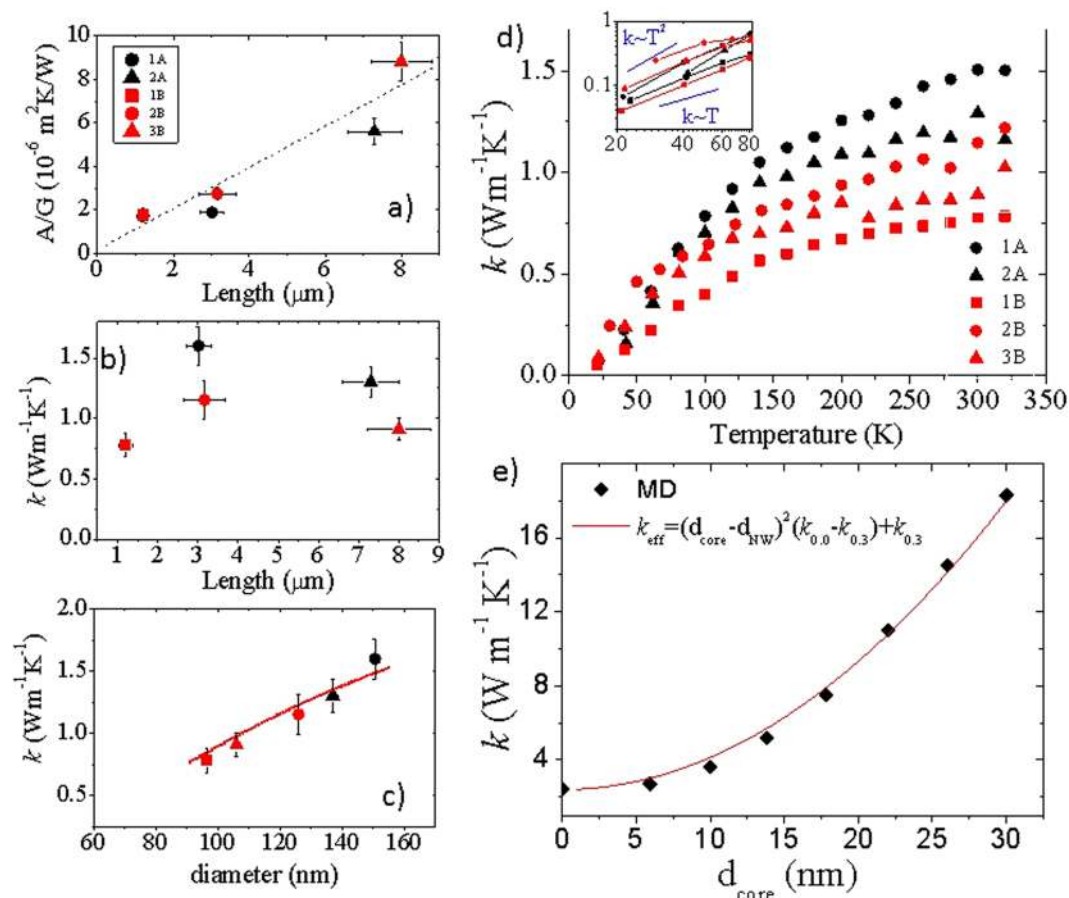 10
8
6
4
2
0
A/G (10⁻⁶ m²K/W)
1A
2A
1B
2B
3B
a)
0 2 4 6 8
Length (μm)
b)
1.5
1.0
0.5
0.0
k (Wm⁻¹K⁻¹)
1 2 3 4 5 6 7 8 9
Length (μm)
2.0
1.5
1.0
0.5
k (Wm⁻¹K⁻¹)
c)
60 80 100 120 140 160
diameter (nm)
d)
1
0.1
k~T²
k~T
20 40 60 80
1.5
1.0
0.5
0.0
k (Wm⁻¹K⁻¹)
1A
2A
1B
2B
3B
0 50 100 150 200 250 300 350
Temperature (K)
e)
MD
k_eff=(d_core-d_NW)²(k_0.0-k_0.3)+k_0.3
16
12
8
4
k (W m⁻¹ K⁻¹)
0 5 10 15 20 25 30
d_core (nm)